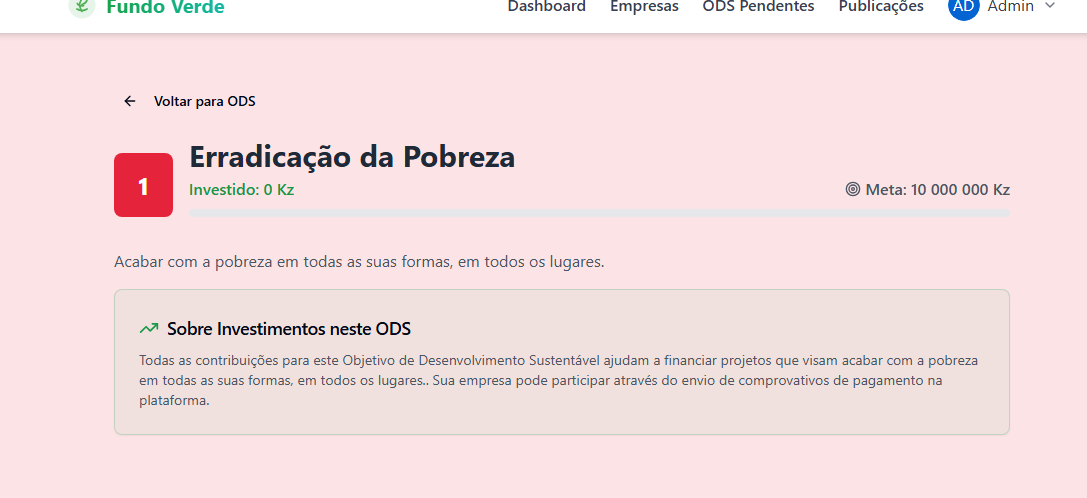 Fundo Verde
Dashboard Empresas ODS Pendentes Publicações AD Admin
Voltar para ODS
1
Erradicação da Pobreza
Investido: 0 Kz
Meta: 10 000 000 Kz
Acabar com a pobreza em todas as suas formas, em todos os lugares.
Sobre Investimentos neste ODS
Todas as contribuições para este Objetivo de Desenvolvimento Sustentável ajudam a financiar projetos que visam acabar com a pobreza
em todas as suas formas, em todos os lugares.. Sua empresa pode participar através do envio de comprovativos de pagamento na
plataforma.